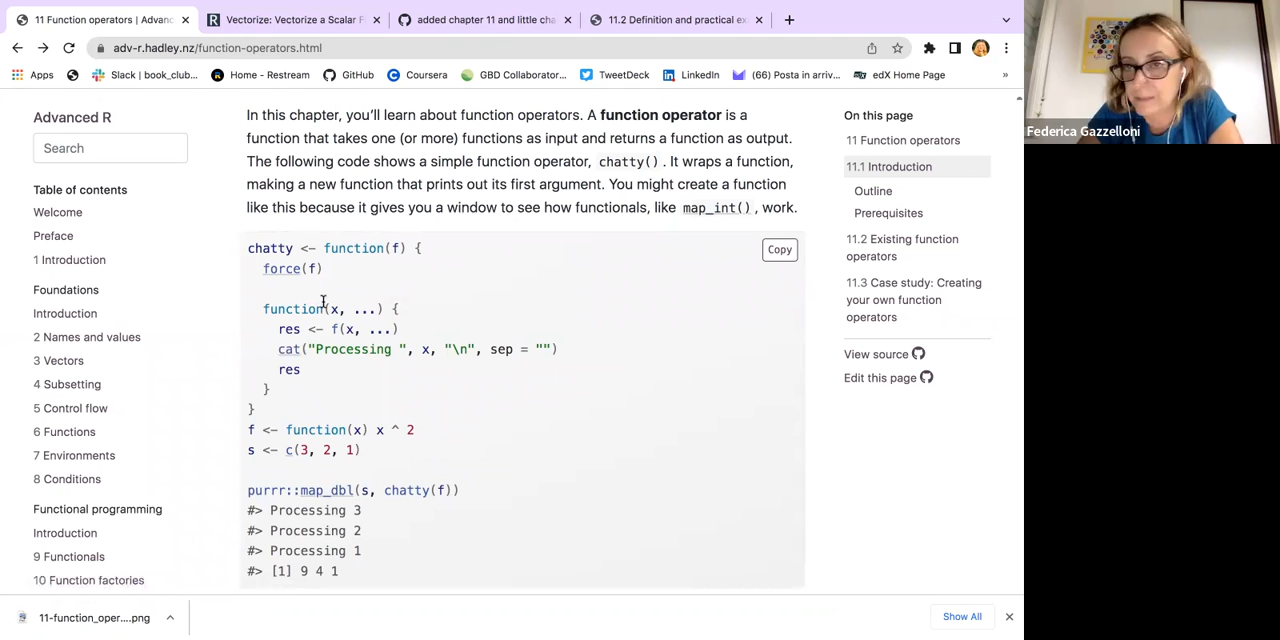 11 Function operators | Advanc
Vectorize: Vectorize a Scalar F
added chapter 11 and little cha
11.2 Definition and practical ex
adv-r.hadley.nz/function-operators.html
Apps
Slack | book_club...
Home - Restream
GitHub
Coursera
GBD Collaborator...
TweetDeck
LinkedIn
(66) Posta in arriv...
edX Home Page
»
Advanced R
Search
Table of contents
Welcome
Preface
1 Introduction
Foundations
Introduction
2 Names and values
3 Vectors
4 Subsetting
5 Control flow
6 Functions
7 Environments
8 Conditions
Functional programming
Introduction
9 Functionals
10 Function factories
In this chapter, you'll learn about function operators. A function operator is a
function that takes one (or more) functions as input and returns a function as output.
The following code shows a simple function operator, chatty(). It wraps a function,
making a new function that prints out its first argument. You might create a function
like this because it gives you a window to see how functionals, like map_int(), work.
Copy
chatty <- function(f) {
  force(f)

  function(x, ...) {
    res <- f(x, ...)
    cat("Processing ", x, "\n", sep = "")
    res
  }
}
f <- function(x) x ^ 2
s <- c(3, 2, 1)

purrr::map_dbl(s, chatty(f))
#> Processing 3
#> Processing 2
#> Processing 1
#> [1] 9 4 1
On this page
11 Function operators
11.1 Introduction
Outline
Prerequisites
11.2 Existing function
operators
11.3 Case study: Creating
your own function
operators
View source
Edit this page
Federica Gazzelloni
11-function_oper....png
Show All